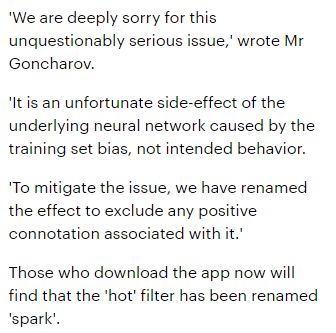 'We are deeply sorry for this
unquestionably serious issue,' wrote Mr
Goncharov.
'It is an unfortunate side-effect of the
underlying neural network caused by the
training set bias, not intended behavior.
'To mitigate the issue, we have renamed
the effect to exclude any positive
connotation associated with it.'
Those who download the app now will
find that the 'hot' filter has been renamed
'spark'.